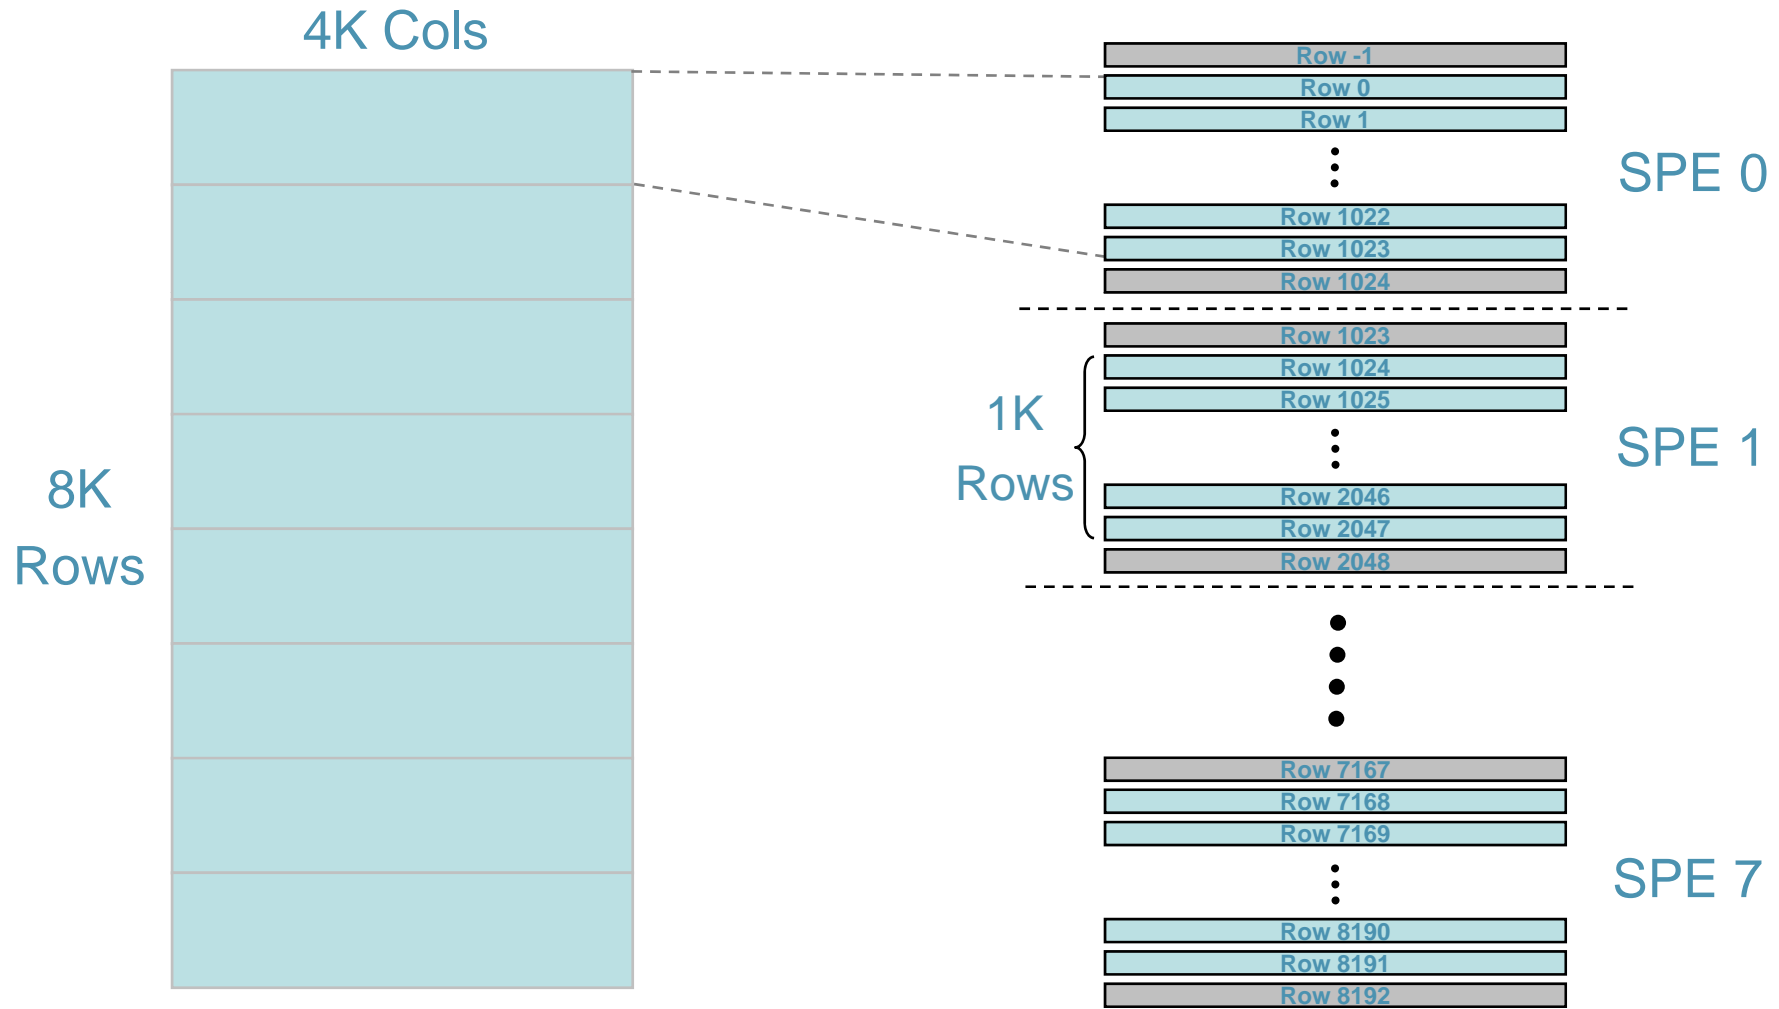 4K Cols
8K
Rows
Row -1
Row 0
Row 1
Row 1022
Row 1023
Row 1024
SPE 0
Row 1023
Row 1024
Row 1025
Row 2046
Row 2047
Row 2048
1K
Rows
SPE 1
Row 7167
Row 7168
Row 7169
Row 8190
Row 8191
Row 8192
SPE 7